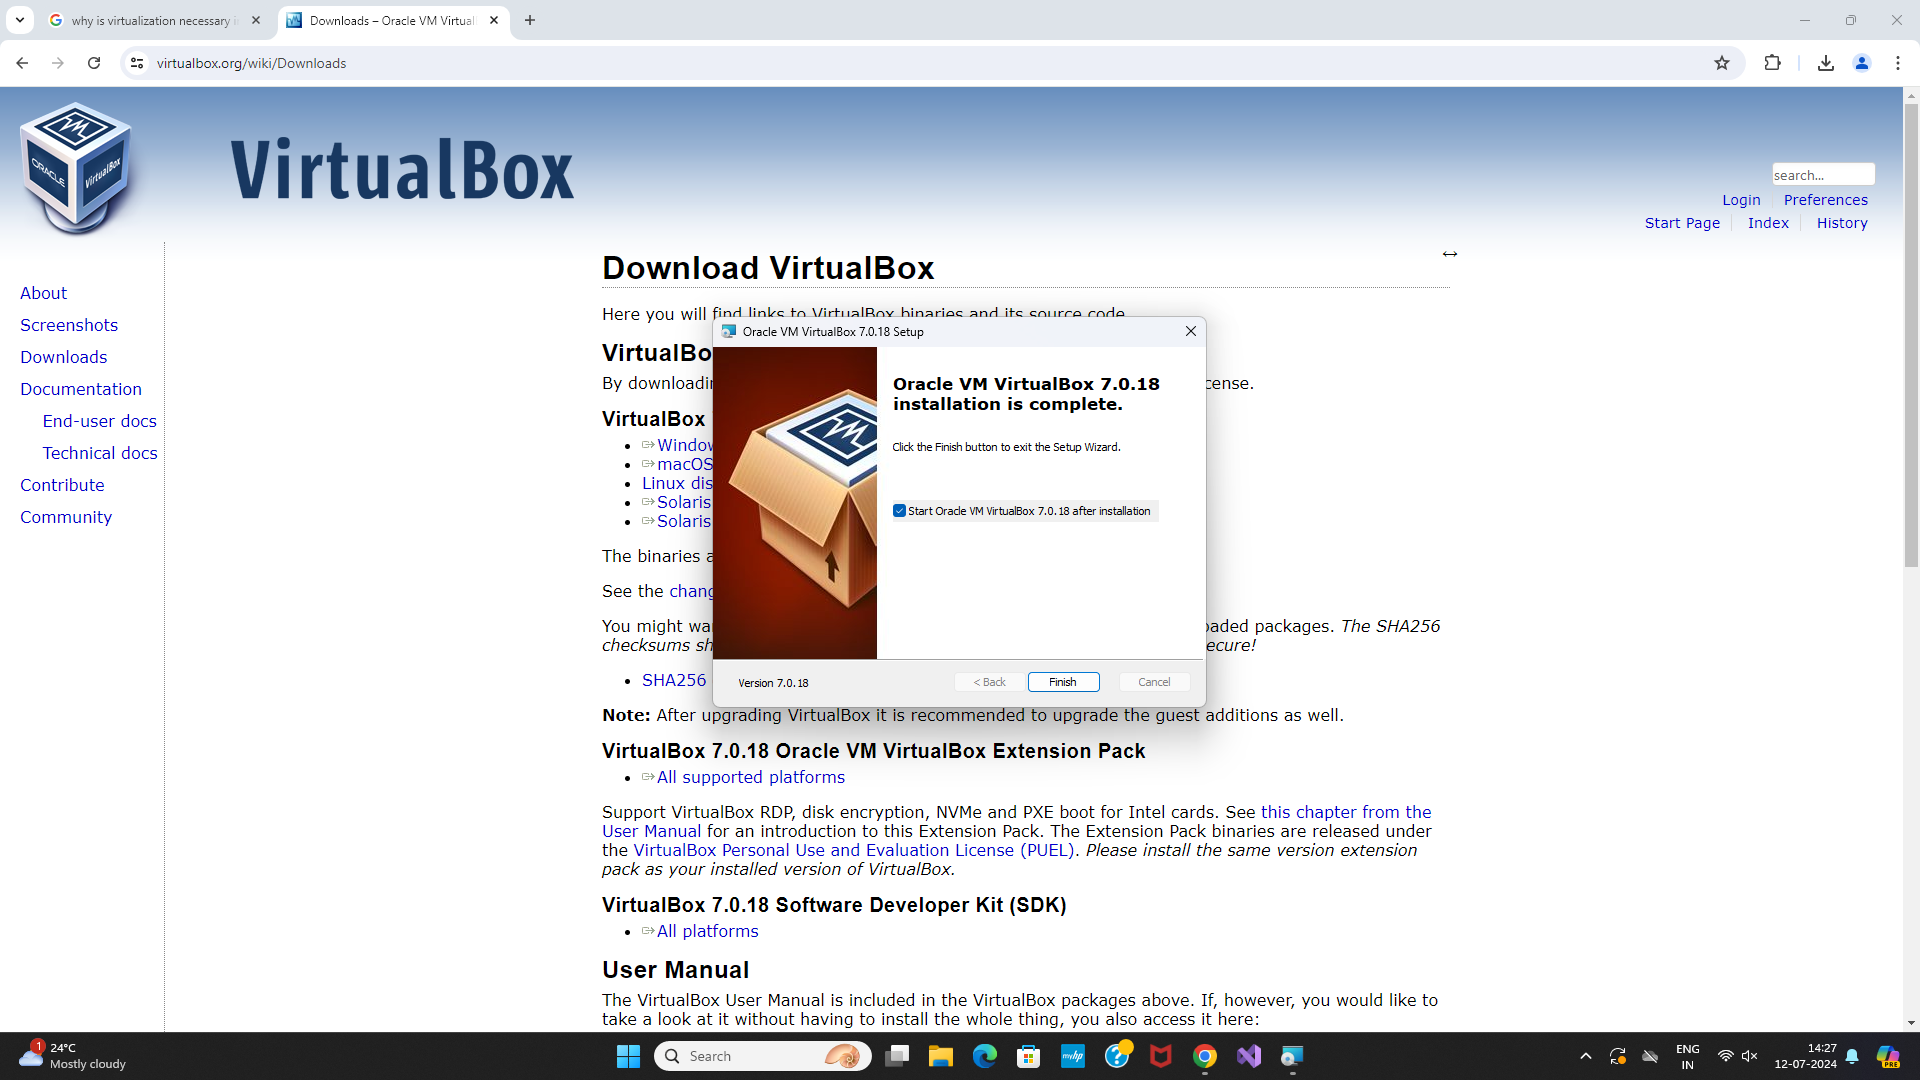 why is virtualization necessary i
Downloads – Oracle VM Virtual
virtualbox.org/wiki/Downloads
ORACLE
VirtualBox
VirtualBox
search...
Login
Preferences
Start Page
Index
History
About
Screenshots
Downloads
Documentation
End-user docs
Technical docs
Contribute
Community
Download VirtualBox
Here you will find links to VirtualBox binaries and its source code.
VirtualBo
By downloadin
cense.
VirtualBox
Window
macOS
Linux dis
Solaris
Solaris
The binaries a
See the chang
You might wa
oaded packages. The SHA256
checksums sh
ecure!
SHA256
Oracle VM VirtualBox 7.0.18 Setup
Oracle VM VirtualBox 7.0.18
installation is complete.
Click the Finish button to exit the Setup Wizard.
Start Oracle VM VirtualBox 7.0.18 after installation
Version 7.0.18
< Back
Finish
Cancel
Note: After upgrading VirtualBox it is recommended to upgrade the guest additions as well.
VirtualBox 7.0.18 Oracle VM VirtualBox Extension Pack
All supported platforms
Support VirtualBox RDP, disk encryption, NVMe and PXE boot for Intel cards. See this chapter from the
User Manual for an introduction to this Extension Pack. The Extension Pack binaries are released under
the VirtualBox Personal Use and Evaluation License (PUEL). Please install the same version extension
pack as your installed version of VirtualBox.
VirtualBox 7.0.18 Software Developer Kit (SDK)
All platforms
User Manual
The VirtualBox User Manual is included in the VirtualBox packages above. If, however, you would like to
take a look at it without having to install the whole thing, you also access it here:
1
24°C
Mostly cloudy
Search
myhp
ENG
IN
14:27
12-07-2024
PRE